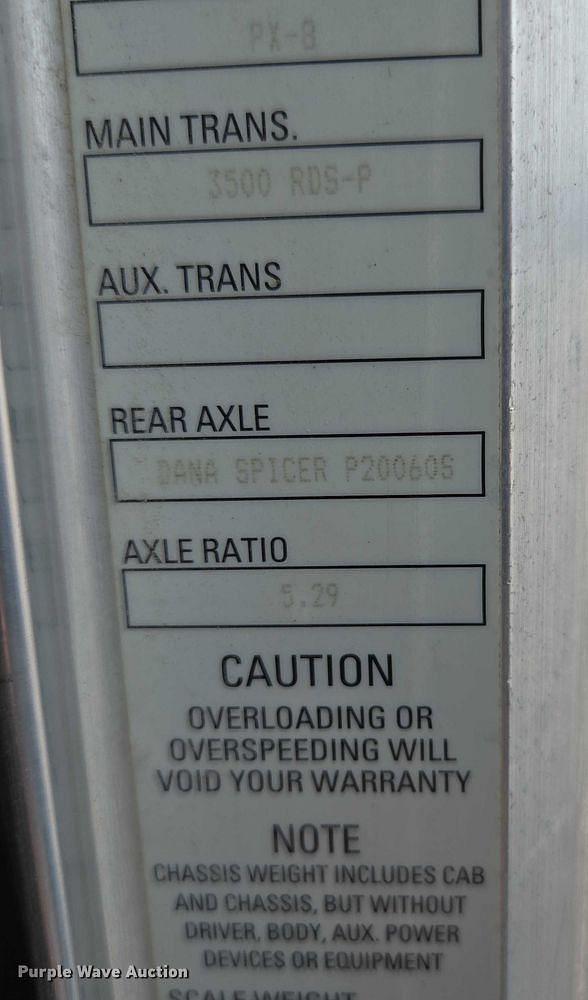 PX-8
MAIN TRANS.
3500 RDS-P
AUX. TRANS
REAR AXLE
DANA SPICER P20060S
AXLE RATIO
5.29
CAUTION
OVERLOADING OR
OVERSPEEDING WILL
VOID YOUR WARRANTY
NOTE
CHASSIS WEIGHT INCLUDES CAB
AND CHASSIS, BUT WITHOUT
DRIVER, BODY, AUX. POWER
DEVICES OR EQUIPMENT
SCALE WEIGHT
Purple Wave Auction